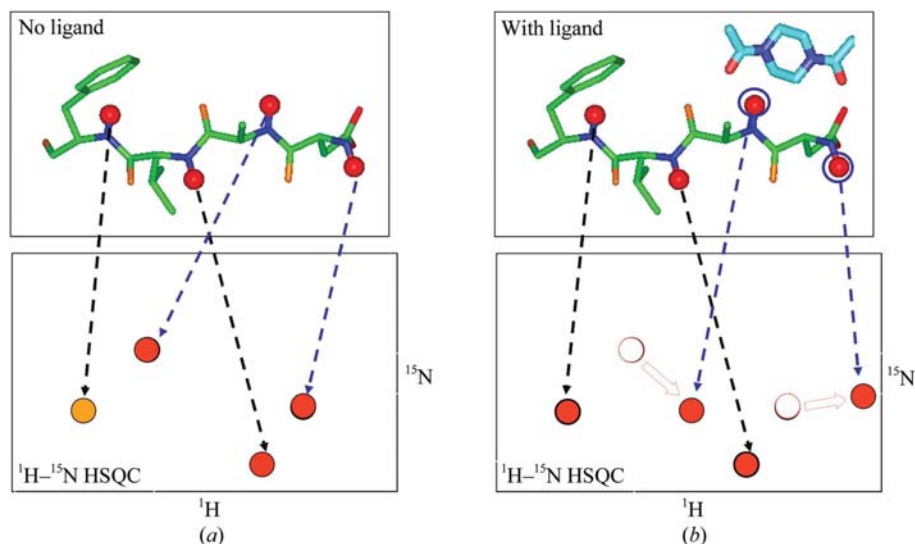 No ligand
With ligand
¹⁵N
¹⁵N
¹H–¹⁵N HSQC
¹H–¹⁵N HSQC
¹H
¹H
(a)
(b)